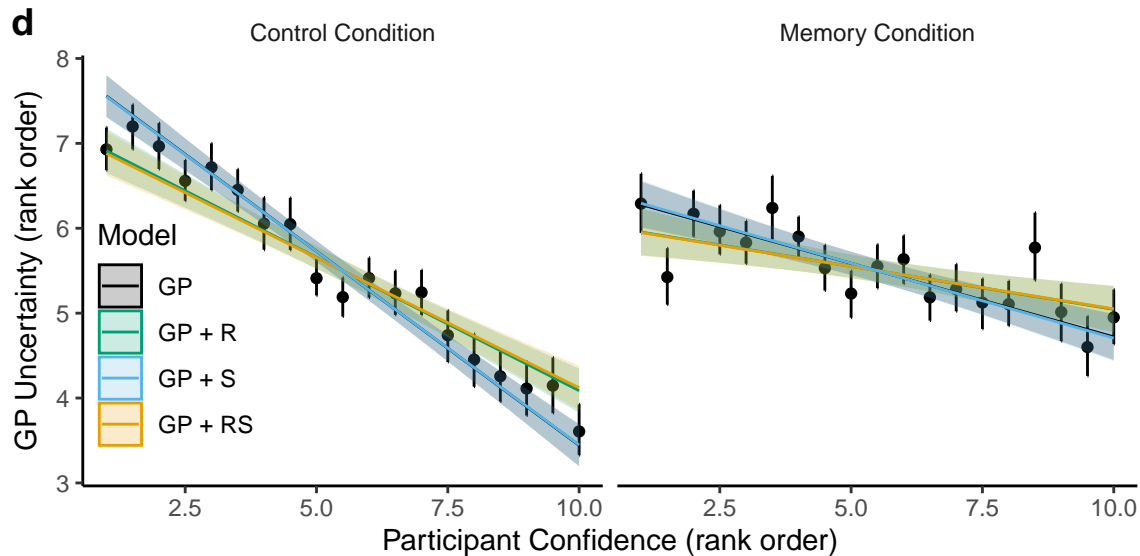 d
Control Condition
Memory Condition
GP Uncertainty (rank order)
8
7
6
5
4
3
Model
GP
GP + R
GP + S
GP + RS
2.5
5.0
7.5
10.0
2.5
5.0
7.5
10.0
Participant Confidence (rank order)